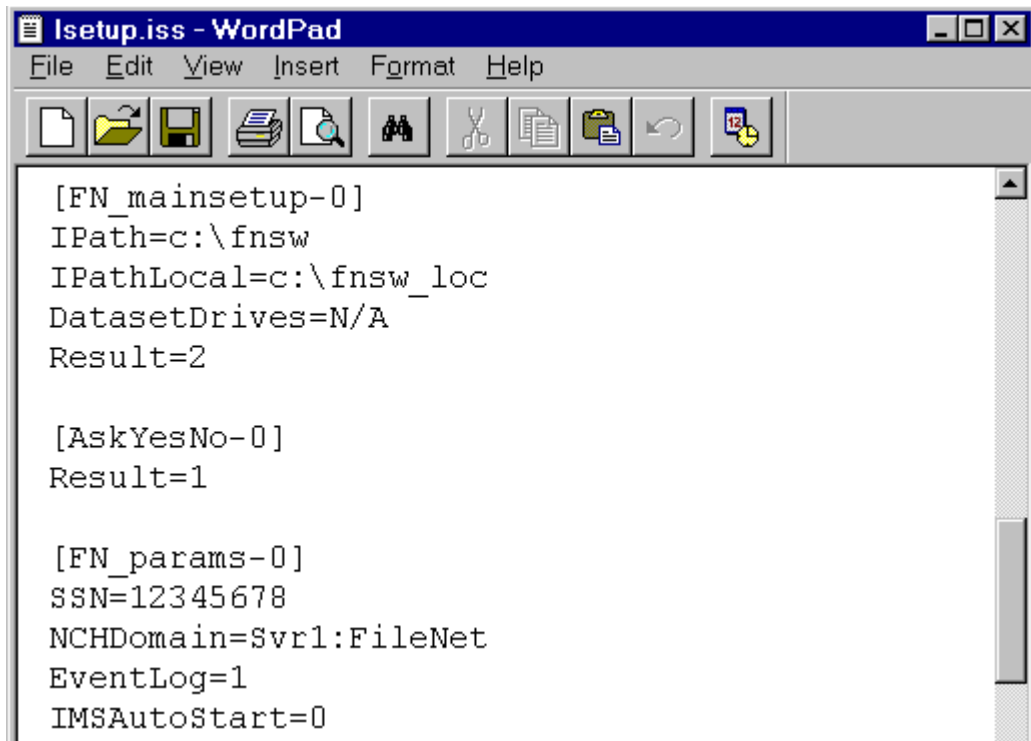 Isetup.iss - WordPad
File Edit View Insert Format Help
12
[FN_mainsetup-0]
IPath=c:\fnsw
IPathLocal=c:\fnsw_loc
DatasetDrives=N/A
Result=2
[AskYesNo-0]
Result=1
[FN_params-0]
SSN=12345678
NCHDomain=Svr1:FileNet
EventLog=1
IMSAutoStart=0